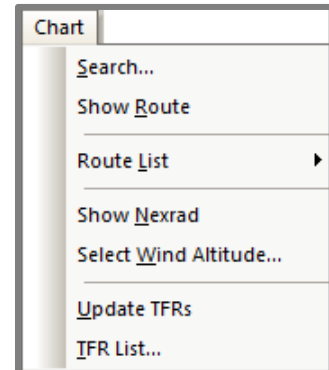 Chart
Search...
Show Route
Route List
Show Nexrad
Select Wind Altitude...
Update TFRs
TFR List...